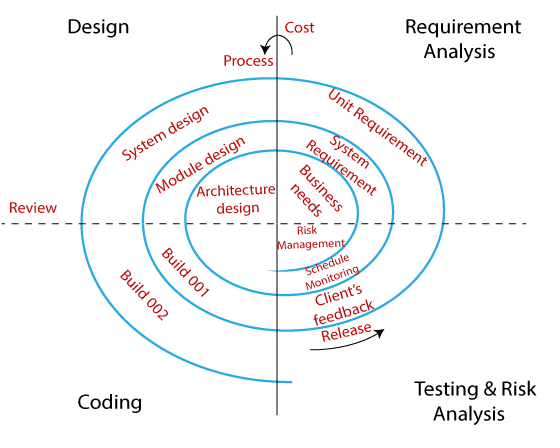 Design
Cost
Requirement
Analysis
Process
Unit Requirement
System design
System
Requirement
Module design
Business
needs
Architecture
design
Review
Risk
Management
Schedule
Monitoring
Build 001
Build 002
Client's
feedback
Release
Coding
Testing & Risk
Analysis